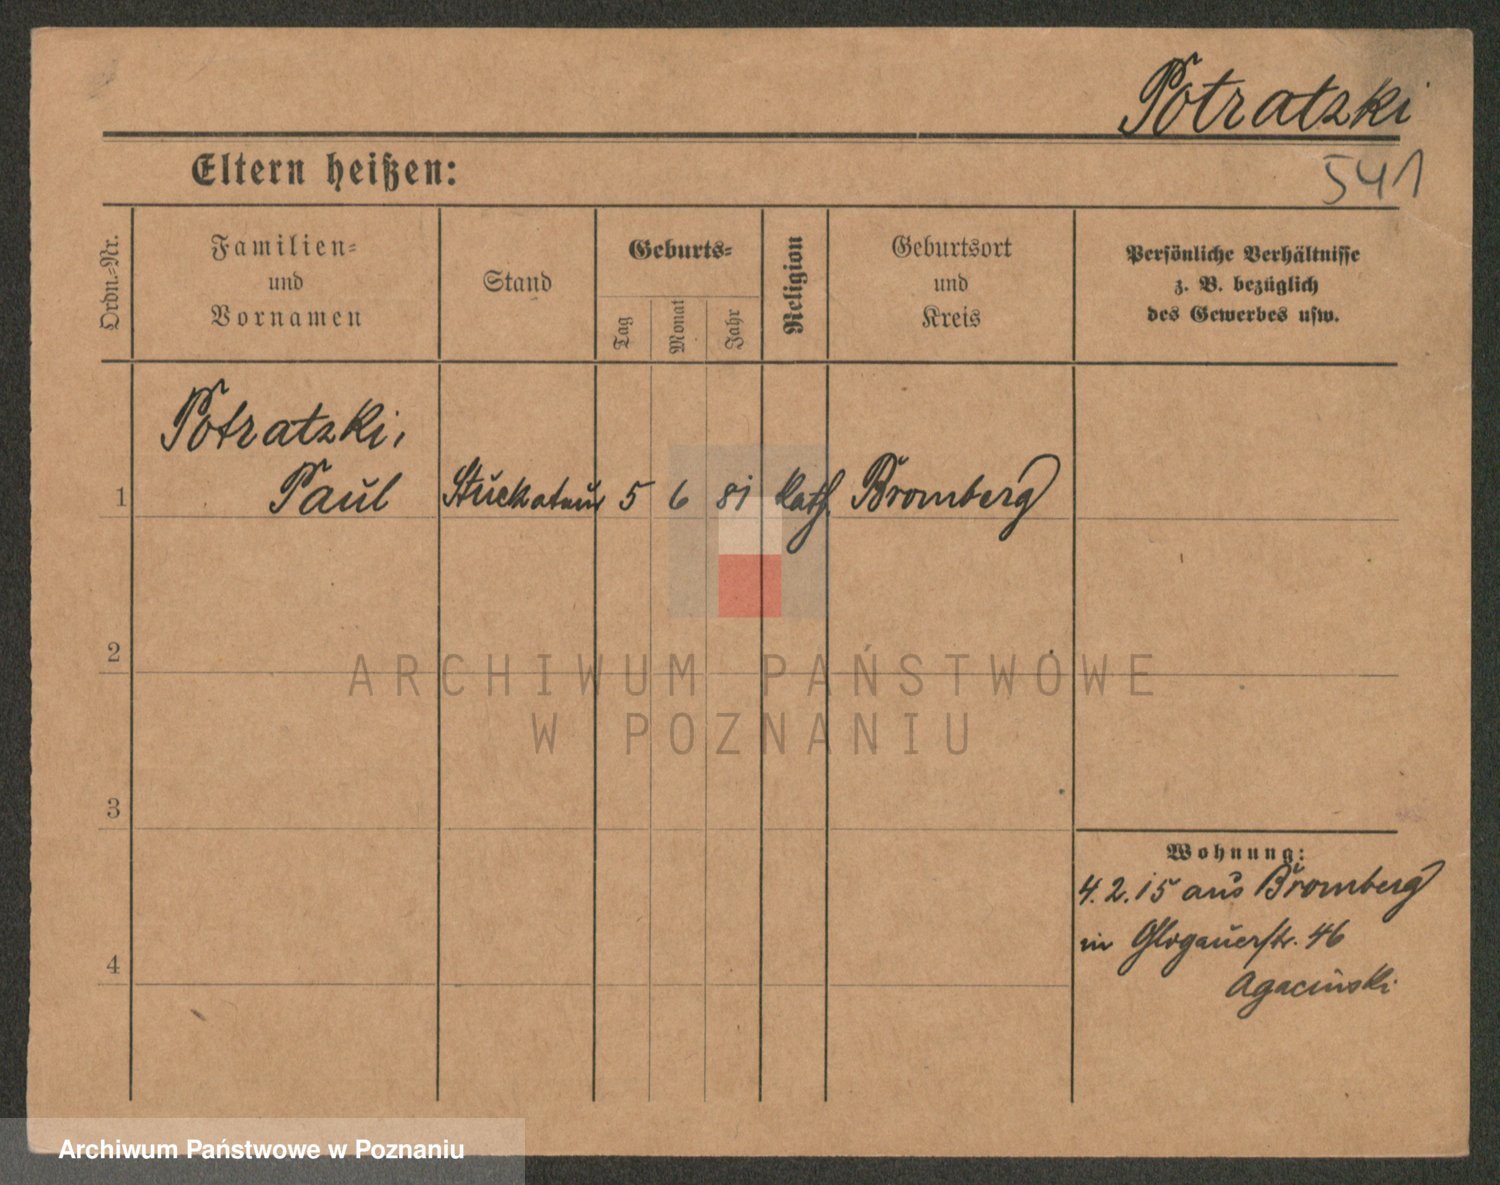 Potratzki
541
Eltern heißen:
Ordn.=Nr.
Familien=
und
Vornamen
Stand
Geburts=
Tag
Monat
Jahr
Religion
Geburtsort
und
Kreis
Persönliche Verhältnisse
z. B. bezüglich
des Gewerbes usw.
Potratzki,
1 Paul Stuckateur 5 6 81 kath. Bromberg
2
ARCHIWUM PAŃSTWOWE
W POZNANIU
3
Wohnung:
4.2.15 aus Bromberg
in Glogauerstr. 46
Agaciński
4
Archiwum Państwowe w Poznaniu